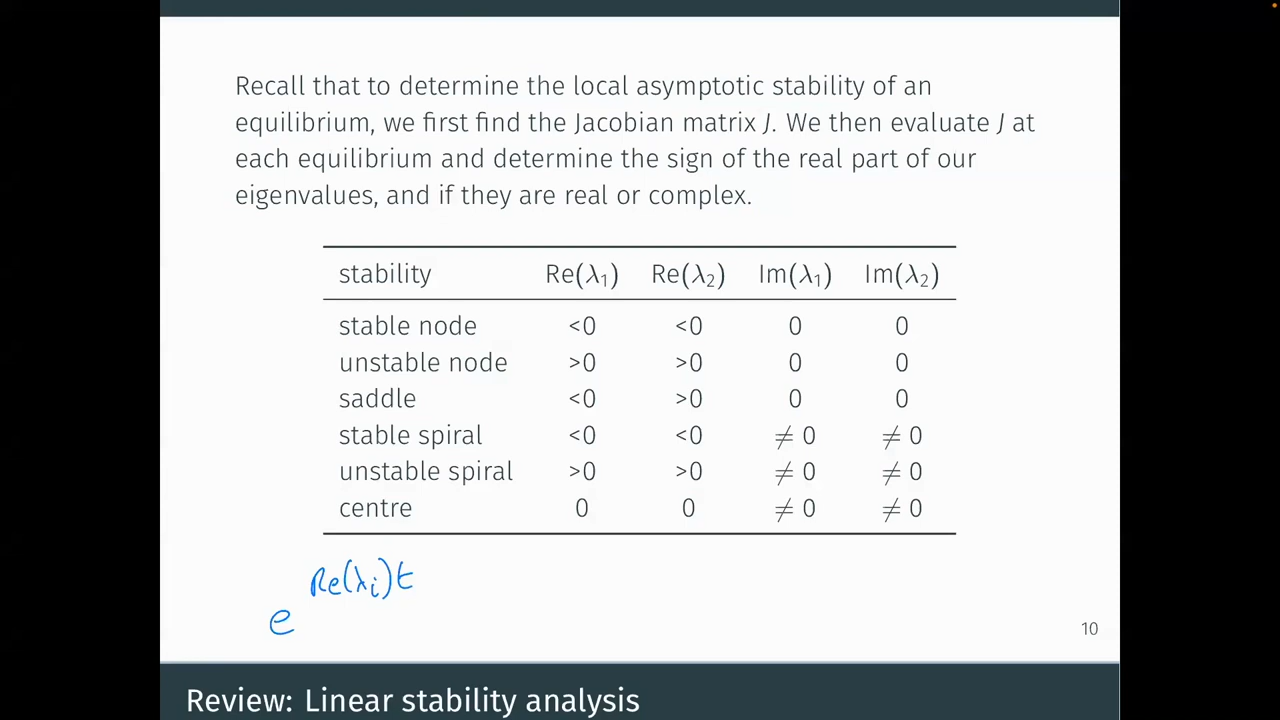 Recall that to determine the local asymptotic stability of an
equilibrium, we first find the Jacobian matrix J. We then evaluate J at
each equilibrium and determine the sign of the real part of our
eigenvalues, and if they are real or complex.
stability Re(λ₁) Re(λ₂) Im(λ₁) Im(λ₂)
stable node <0 <0 0 0
unstable node >0 >0 0 0
saddle <0 >0 0 0
stable spiral <0 <0 ≠ 0 ≠ 0
unstable spiral >0 >0 ≠ 0 ≠ 0
centre 0 0 ≠ 0 ≠ 0
e^{Re(λᵢ)t}
10
Review: Linear stability analysis